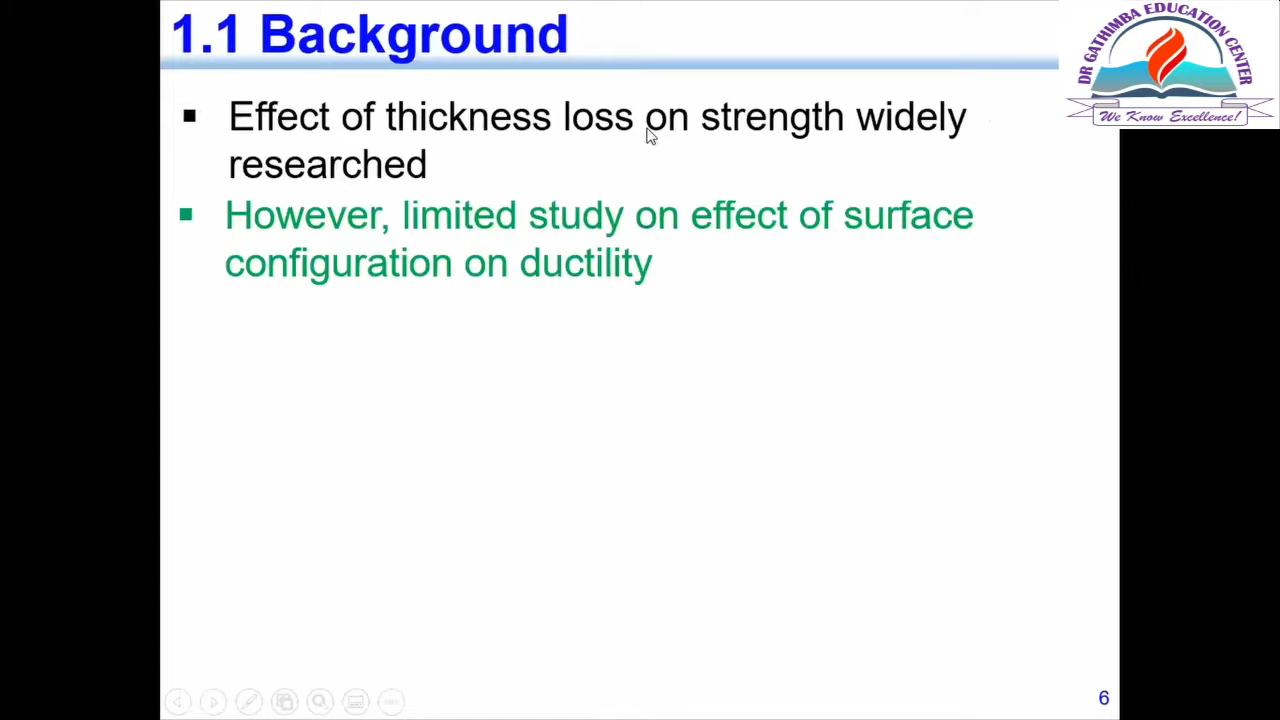 1.1 Background
DR GATHIMBA EDUCATION CENTER
We Know Excellence!
▪ Effect of thickness loss on strength widely
researched
▪ However, limited study on effect of surface
configuration on ductility
6